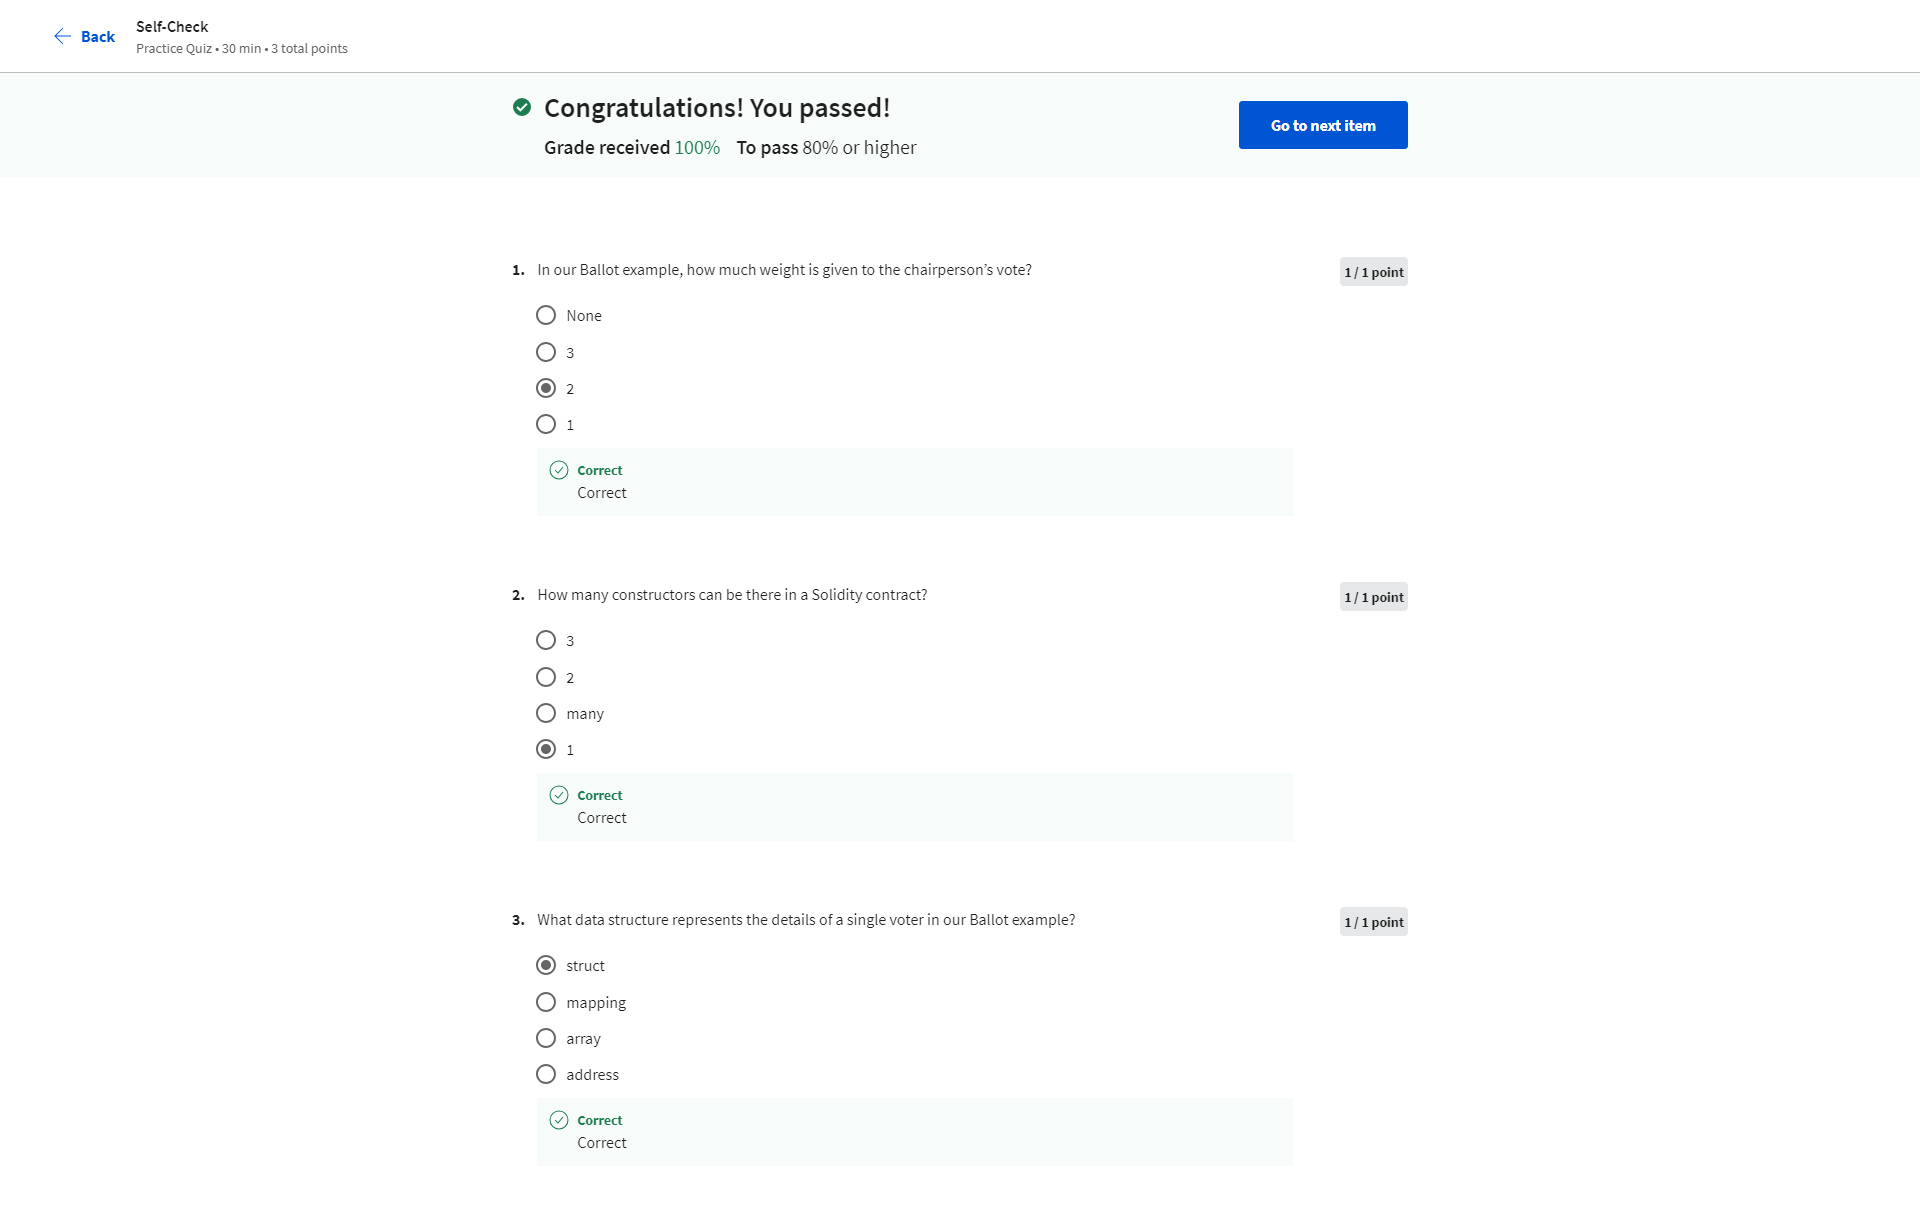 Back
Self-Check
Practice Quiz • 30 min • 3 total points
Congratulations! You passed!
Grade received 100% To pass 80% or higher
Go to next item
1. In our Ballot example, how much weight is given to the chairperson’s vote?
1 / 1 point
None
3
2
1
Correct
Correct
2. How many constructors can be there in a Solidity contract?
1 / 1 point
3
2
many
1
Correct
Correct
3. What data structure represents the details of a single voter in our Ballot example?
1 / 1 point
struct
mapping
array
address
Correct
Correct